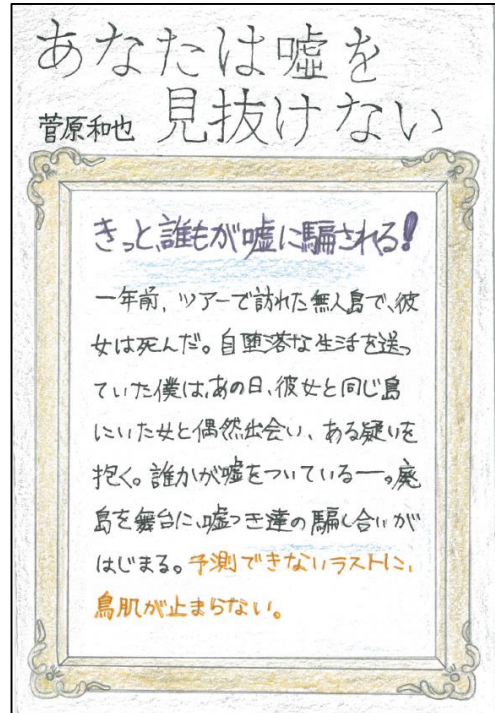 あなたは嘘を
見抜けない
菅原和也
きっと、誰もが嘘に騙される!
一年前、ツアーで訪れた無人島で、彼
女は死んだ。自堕落な生活を送っ
ていた僕は、あの日、彼女と同じ島
にいた女と偶然出会い、ある疑いを
抱く。誰かが嘘をついている―。廃
島を舞台に、嘘つき達の騙し合いが
はじまる。予測できないラストに、
鳥肌が止まらない。